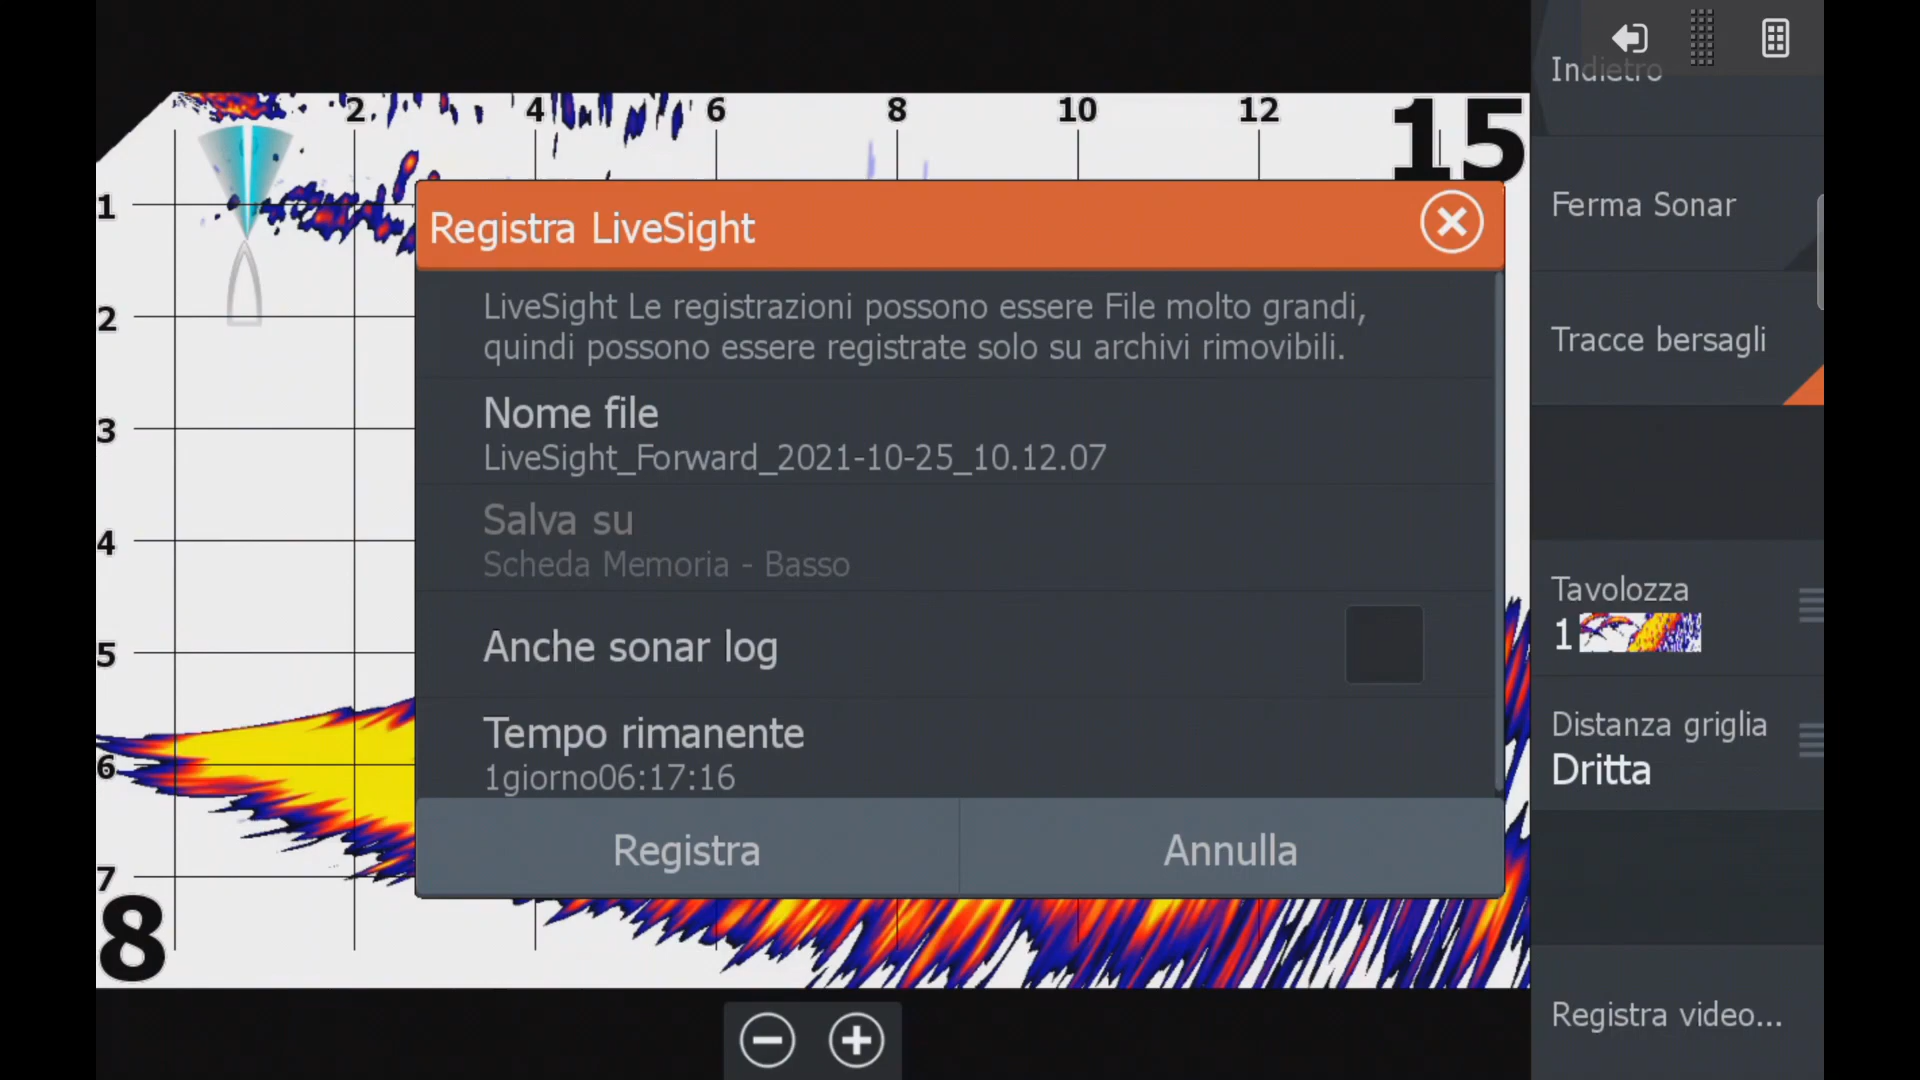 Indietro
2
4
6
8
10
12
15
1
2
3
4
5
6
7
8
Registra LiveSight
LiveSight Le registrazioni possono essere File molto grandi,
quindi possono essere registrate solo su archivi rimovibili.
Nome file
LiveSight_Forward_2021-10-25_10.12.07
Salva su
Scheda Memoria - Basso
Anche sonar log
Tempo rimanente
1giorno06:17:16
Registra
Annulla
Ferma Sonar
Tracce bersagli
Tavolozza
1
Distanza griglia
Dritta
Registra video...